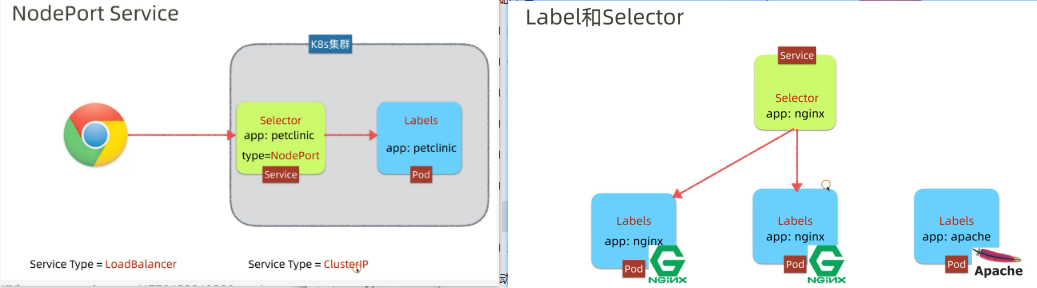 NodePort Service
K8s集群
Selector
app: petclinic
type=NodePort
Service
Labels
app: petclinic
Pod
Service Type = LoadBalancer
Service Type = ClusterIP
Label和Selector
Service
Selector
app: nginx
Labels
app: nginx
Pod
NGINX
Labels
app: nginx
Pod
NGINX
Labels
app: apache
Pod
Apache